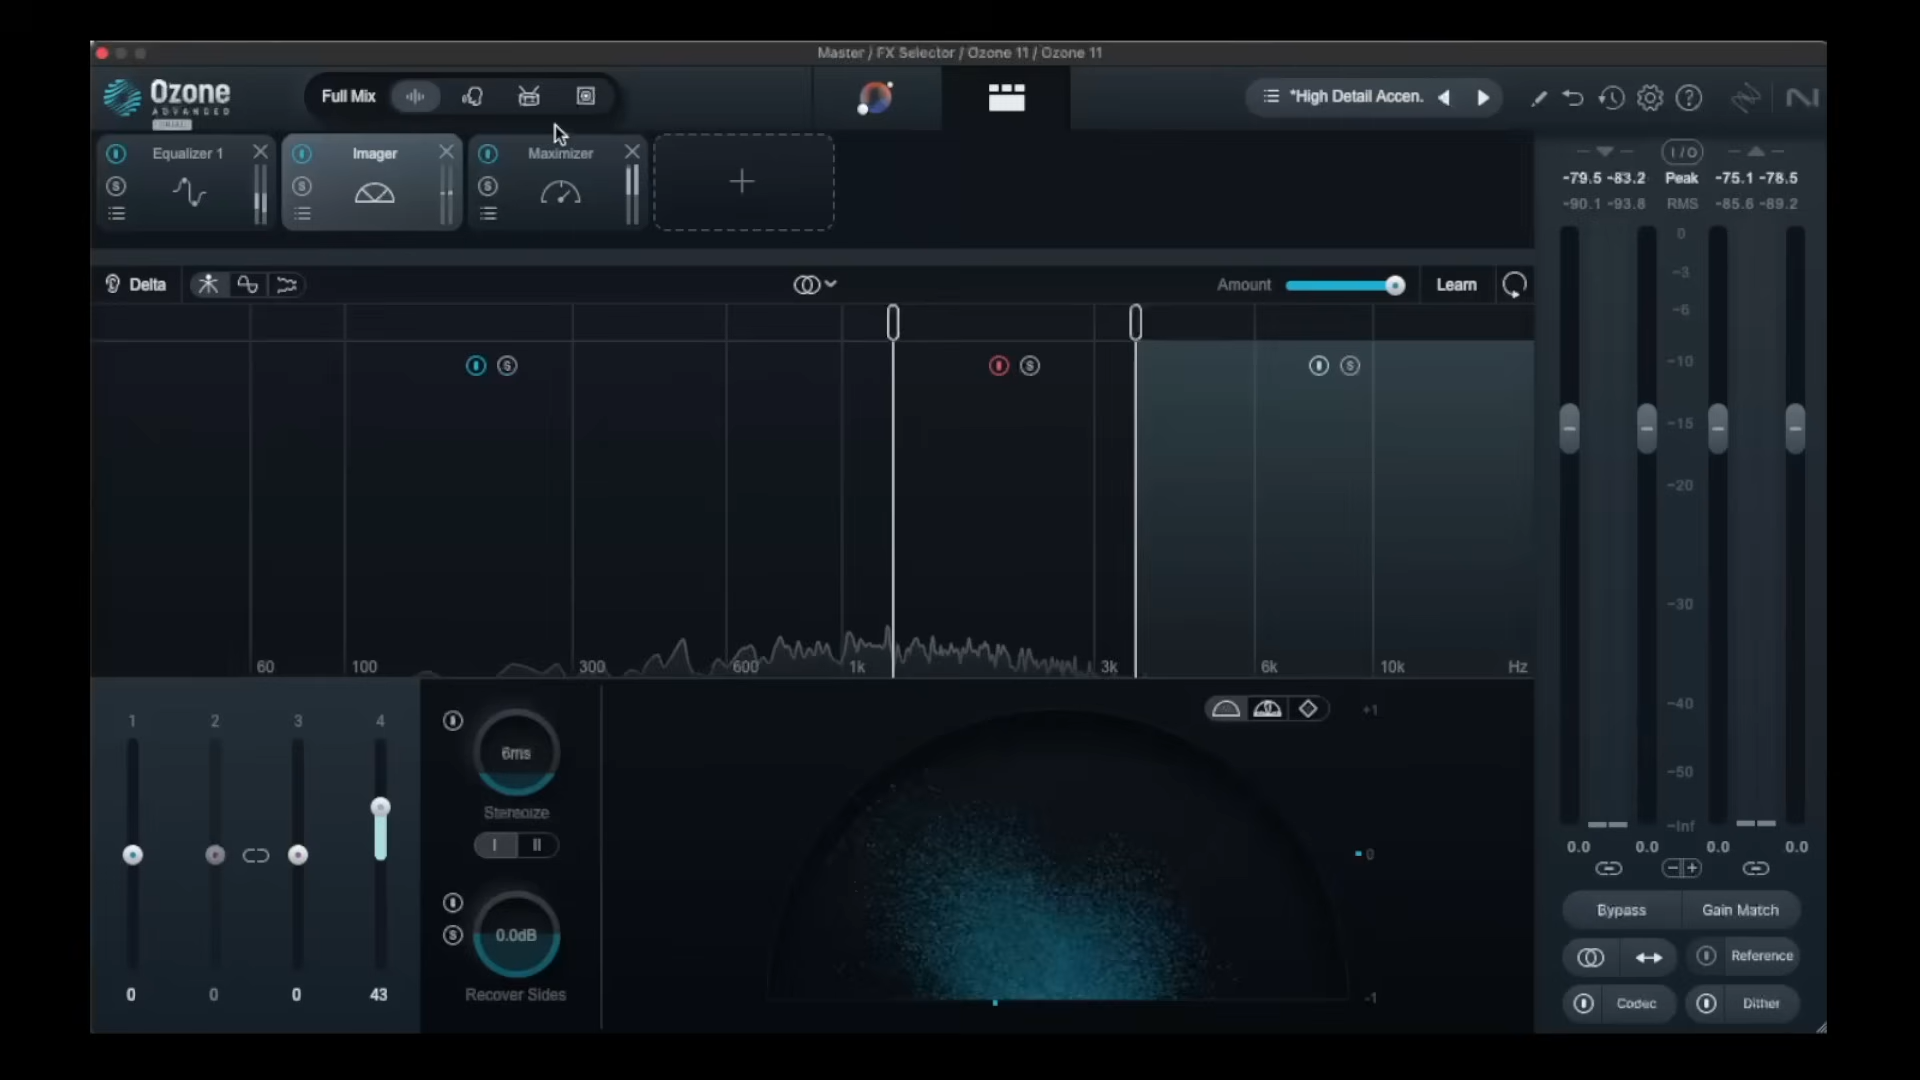 Master / FX Selector / Ozone 11 / Ozone 11
Ozone
ADVANCED
Full Mix
*High Detail Accen.
Equalizer 1
Imager
Maximizer
I / O
-79.5 -83.2 Peak -75.1 -78.5
-90.1 -93.8 RMS -85.6 -89.2
Delta
Amount
Learn
S S S
60 100 300 600 1k 3k 6k 10k Hz
0
-3
-6
-10
-15
-20
-30
-40
-50
-Inf
0.0 0.0 0.0 0.0
1 2 3 4
0 0 0 43
6ms
Stereoize
I II
0.0dB
Recover Sides
+1
0
-1
Bypass
Gain Match
Reference
Codec
Dither